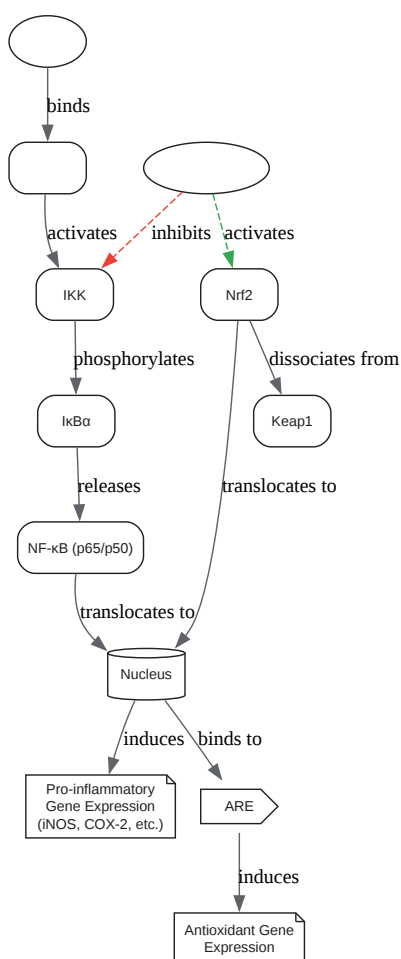 binds
activates
inhibits
activates
IKK
Nrf2
phosphorylates
dissociates from
IκBα
Keap1
releases
translocates to
NF-κB (p65/p50)
translocates to
Nucleus
induces
binds to
Pro-inflammatory
Gene Expression
(iNOS, COX-2, etc.)
ARE
induces
Antioxidant Gene
Expression